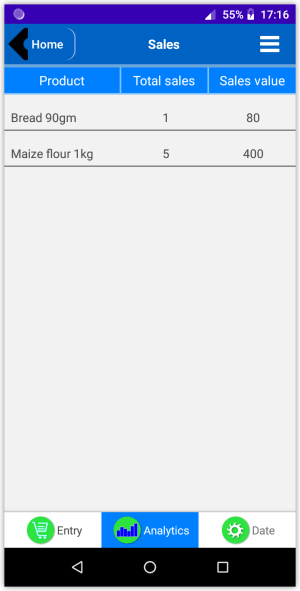 55% 17:16
Home Sales
Product Total sales Sales value
Bread 90gm 1 80
Maize flour 1kg 5 400
Entry Analytics Date